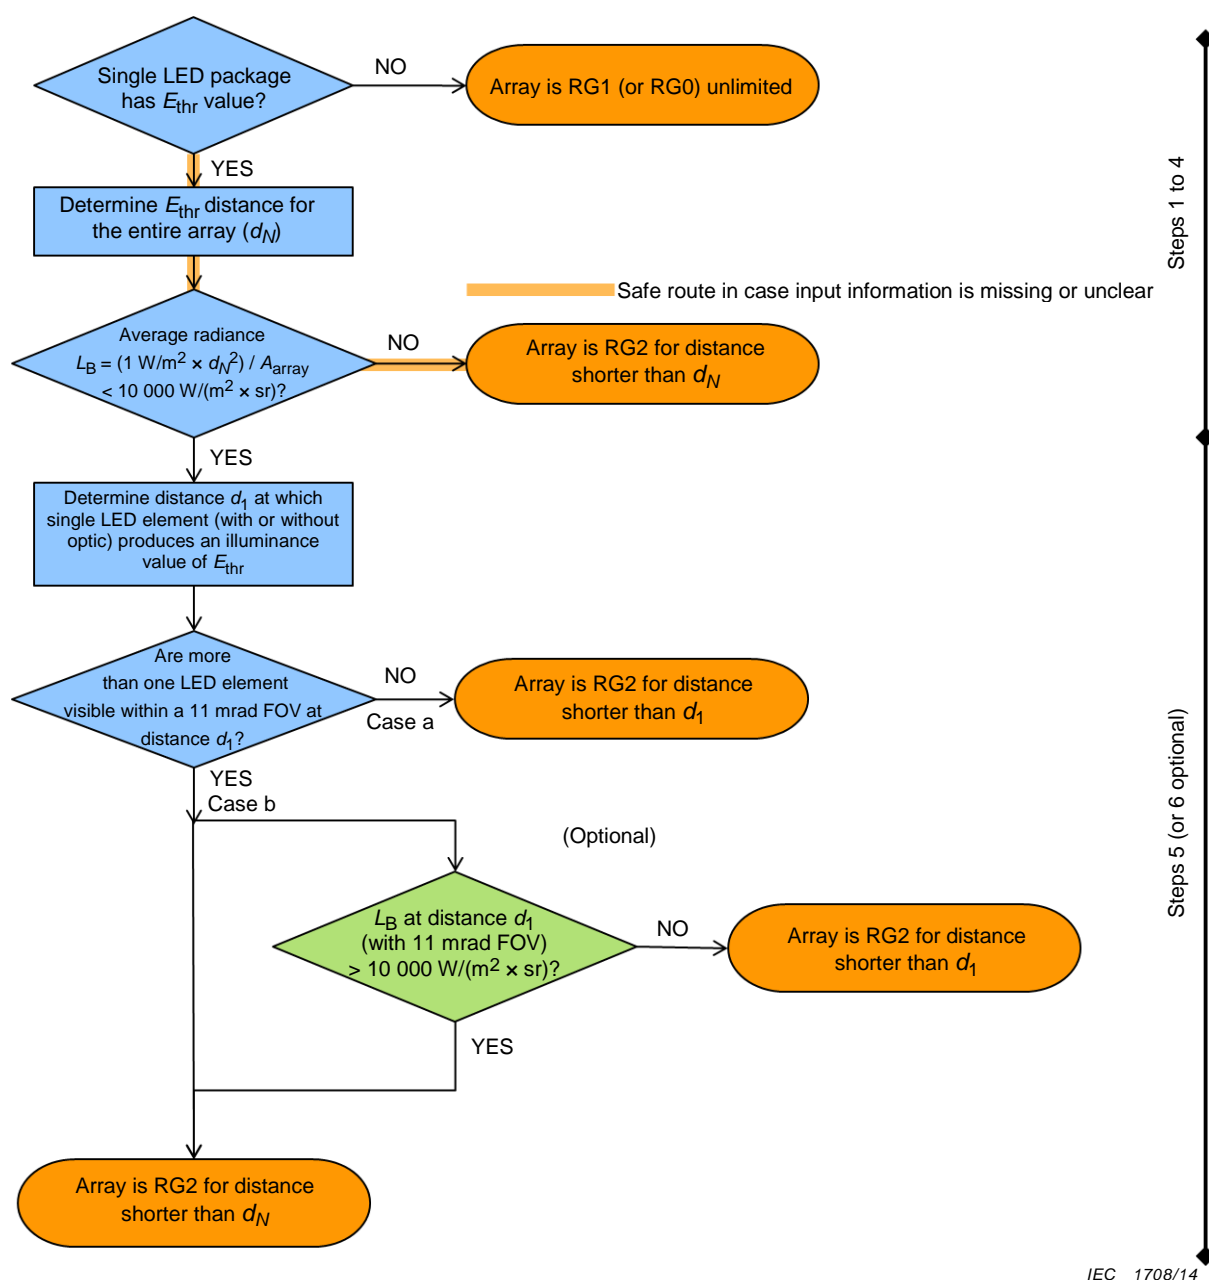 Single LED package
has Ethr value?
NO
Array is RG1 (or RG0) unlimited
YES
Determine Ethr distance for
the entire array (dN)
Safe route in case input information is missing or unclear
Average radiance
LB = (1 W/m² × dN²) / Aarray
< 10 000 W/(m² × sr)?
NO
Array is RG2 for distance
shorter than dN
Steps 1 to 4
YES
Determine distance d1 at which
single LED element (with or without
optic) produces an illuminance
value of Ethr
Are more
than one LED element
visible within a 11 mrad FOV at
distance d1?
NO
Case a
Array is RG2 for distance
shorter than d1
YES
Case b
(Optional)
LB at distance d1
(with 11 mrad FOV)
> 10 000 W/(m² × sr)?
NO
Array is RG2 for distance
shorter than d1
YES
Steps 5 (or 6 optional)
Array is RG2 for distance
shorter than dN
IEC 1708/14